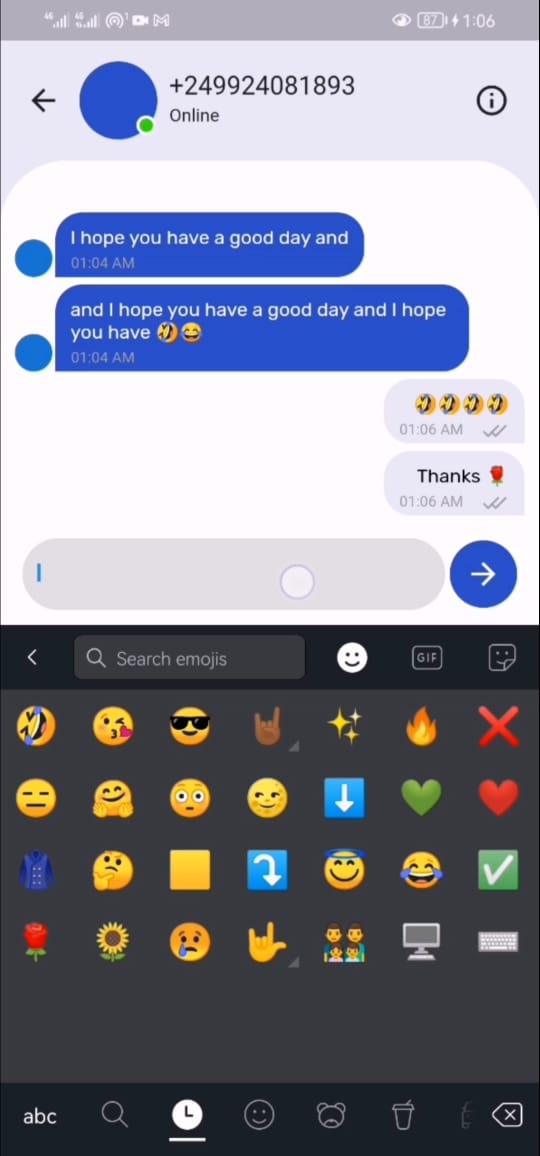 4G 4G 87 1:06
+249924081893
Online
I hope you have a good day and
01:04 AM
and I hope you have a good day and I hope
you have 🤣😂
01:04 AM
🤣🤣🤣🤣
01:06 AM
Thanks 🌹
01:06 AM
Search emojis
GIF
abc